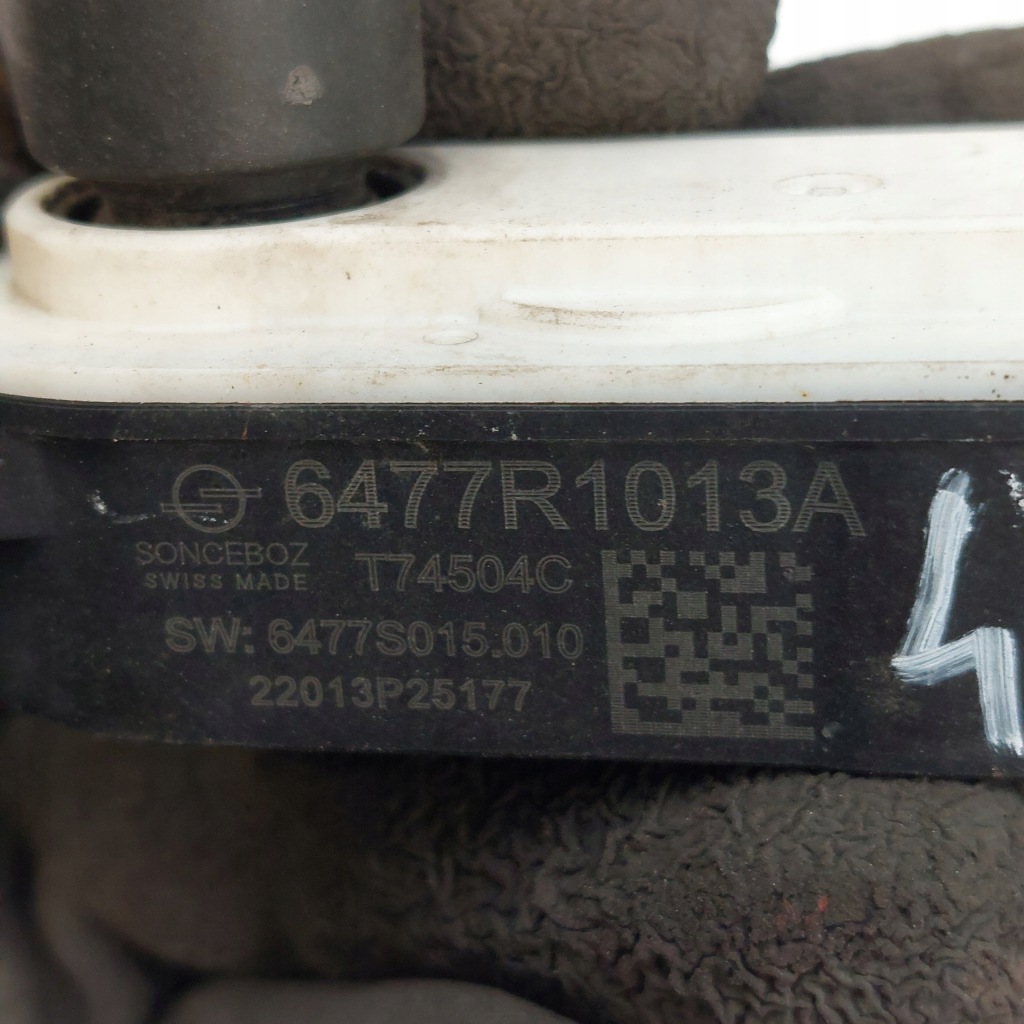 6477R1013A
SONCEBOZ
SWISS MADE
T74504C
SW: 6477S015.010
22013P25177
4